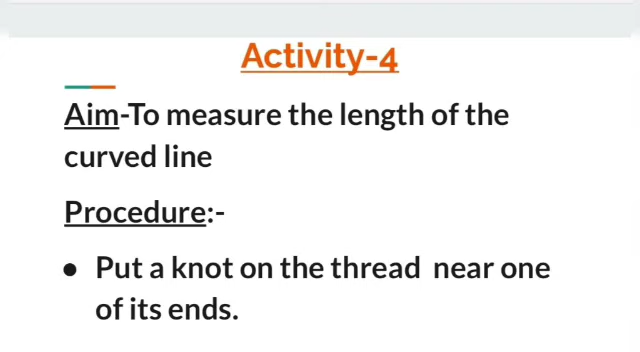 Activity-4
Aim-To measure the length of the
curved line
Procedure:-
● Put a knot on the thread near one
of its ends.